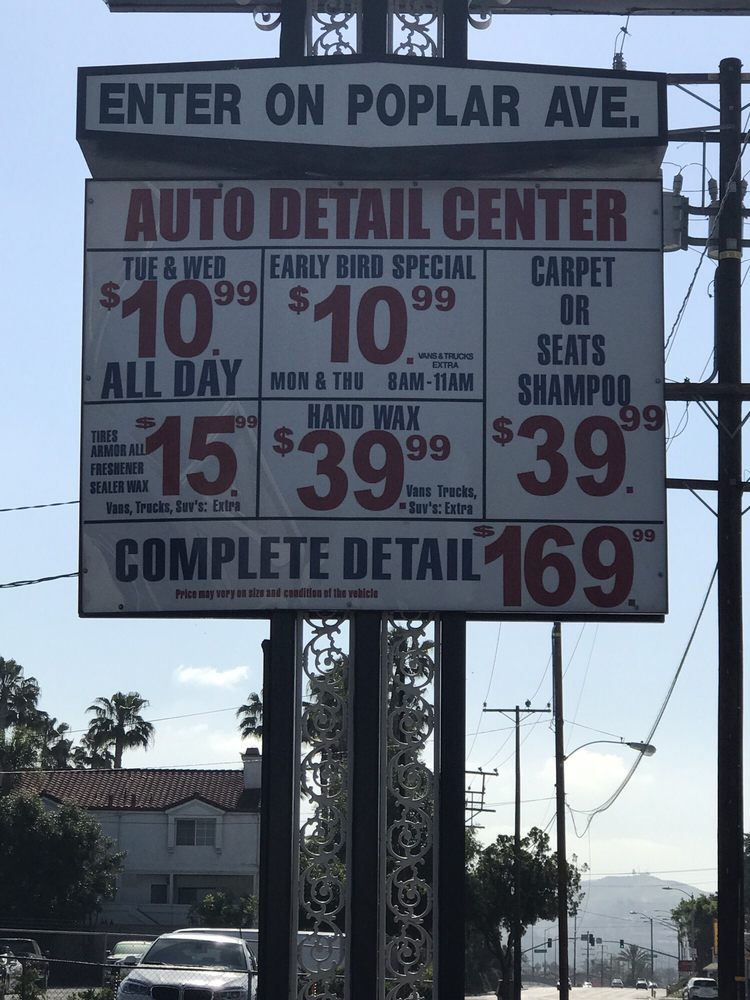 ENTER ON POPLAR AVE.
AUTO DETAIL CENTER
TUE & WED
$10.99
ALL DAY
EARLY BIRD SPECIAL
$10.99
VANS & TRUCKS
EXTRA
MON & THU 8AM-11AM
CARPET
OR
SEATS
SHAMPOO
$39.99
TIRES
ARMOR ALL
FRESHENER
SEALER WAX
$15.99
Vans, Trucks, Suv's: Extra
HAND WAX
$39.99
Vans Trucks,
Suv's: Extra
COMPLETE DETAIL $169.99
Price may very on size and condition of the vehicle